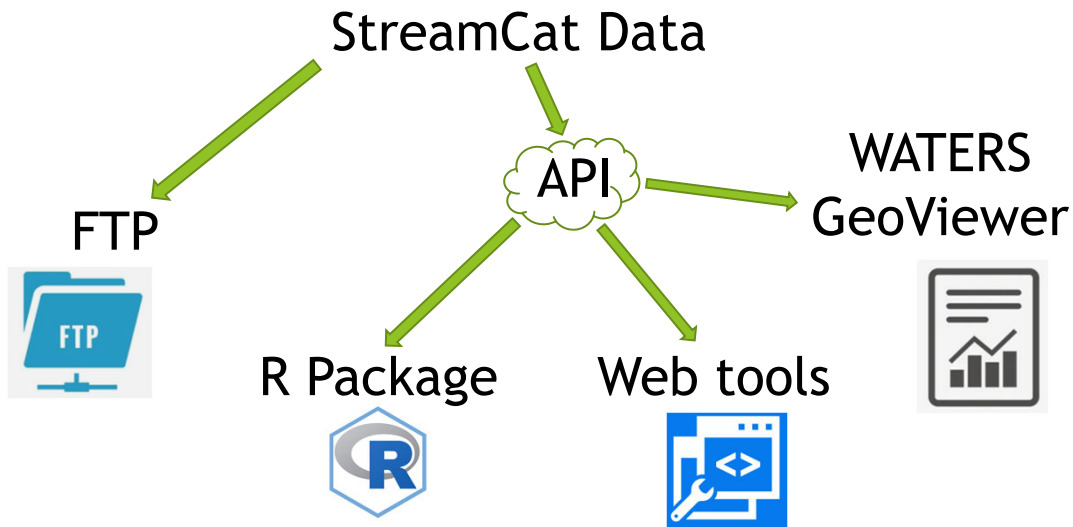 StreamCat Data
API
WATERS
GeoViewer
FTP
FTP
R Package
Web tools
R
<>